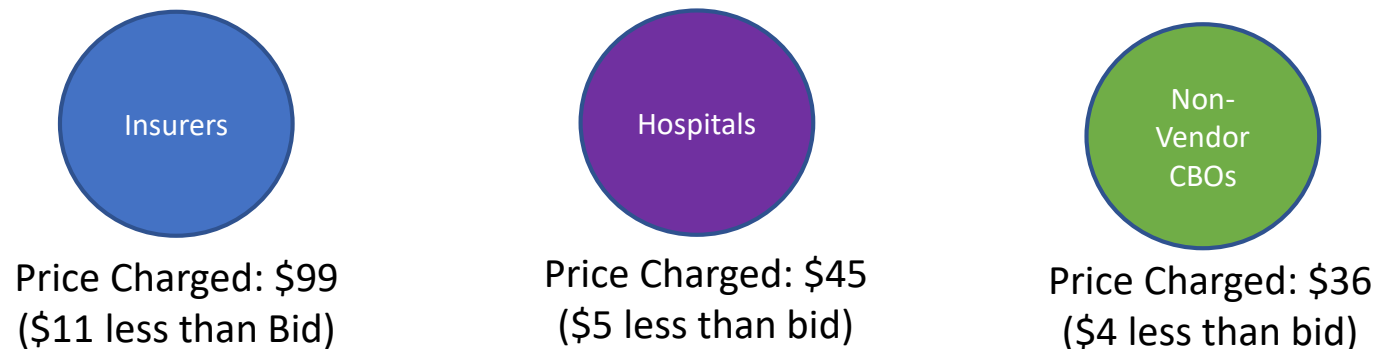 Insurers
Price Charged: $99
($11 less than Bid)
Hospitals
Price Charged: $45
($5 less than bid)
Non-
Vendor
CBOs
Price Charged: $36
($4 less than bid)